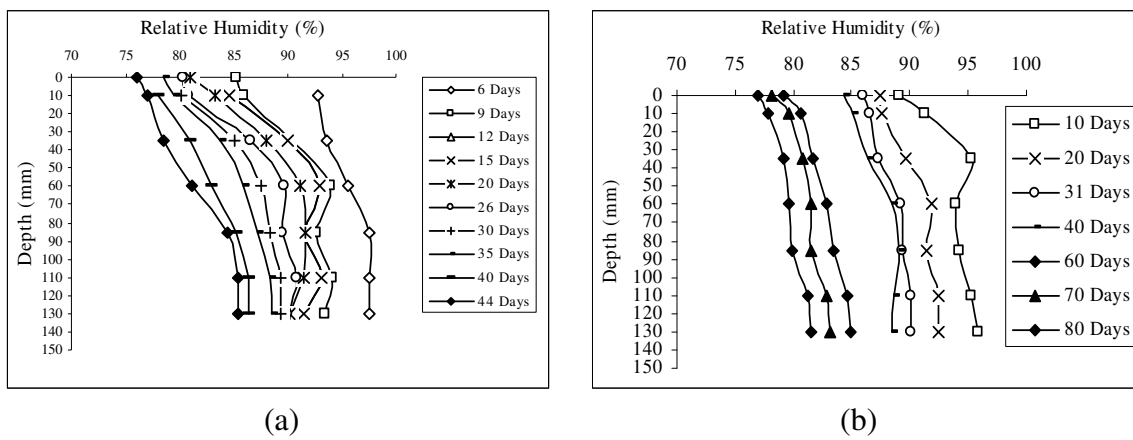 Relative Humidity (%)
70 75 80 85 90 95 100
0
10
20
30
40
50
60
70
80
90
100
110
120
130
140
150
Depth (mm)
6 Days
9 Days
12 Days
15 Days
20 Days
26 Days
30 Days
35 Days
40 Days
44 Days
(a)
Relative Humidity (%)
70 75 80 85 90 95 100
0
10
20
30
40
50
60
70
80
90
100
110
120
130
140
150
Depth (mm)
10 Days
20 Days
31 Days
40 Days
60 Days
70 Days
80 Days
(b)